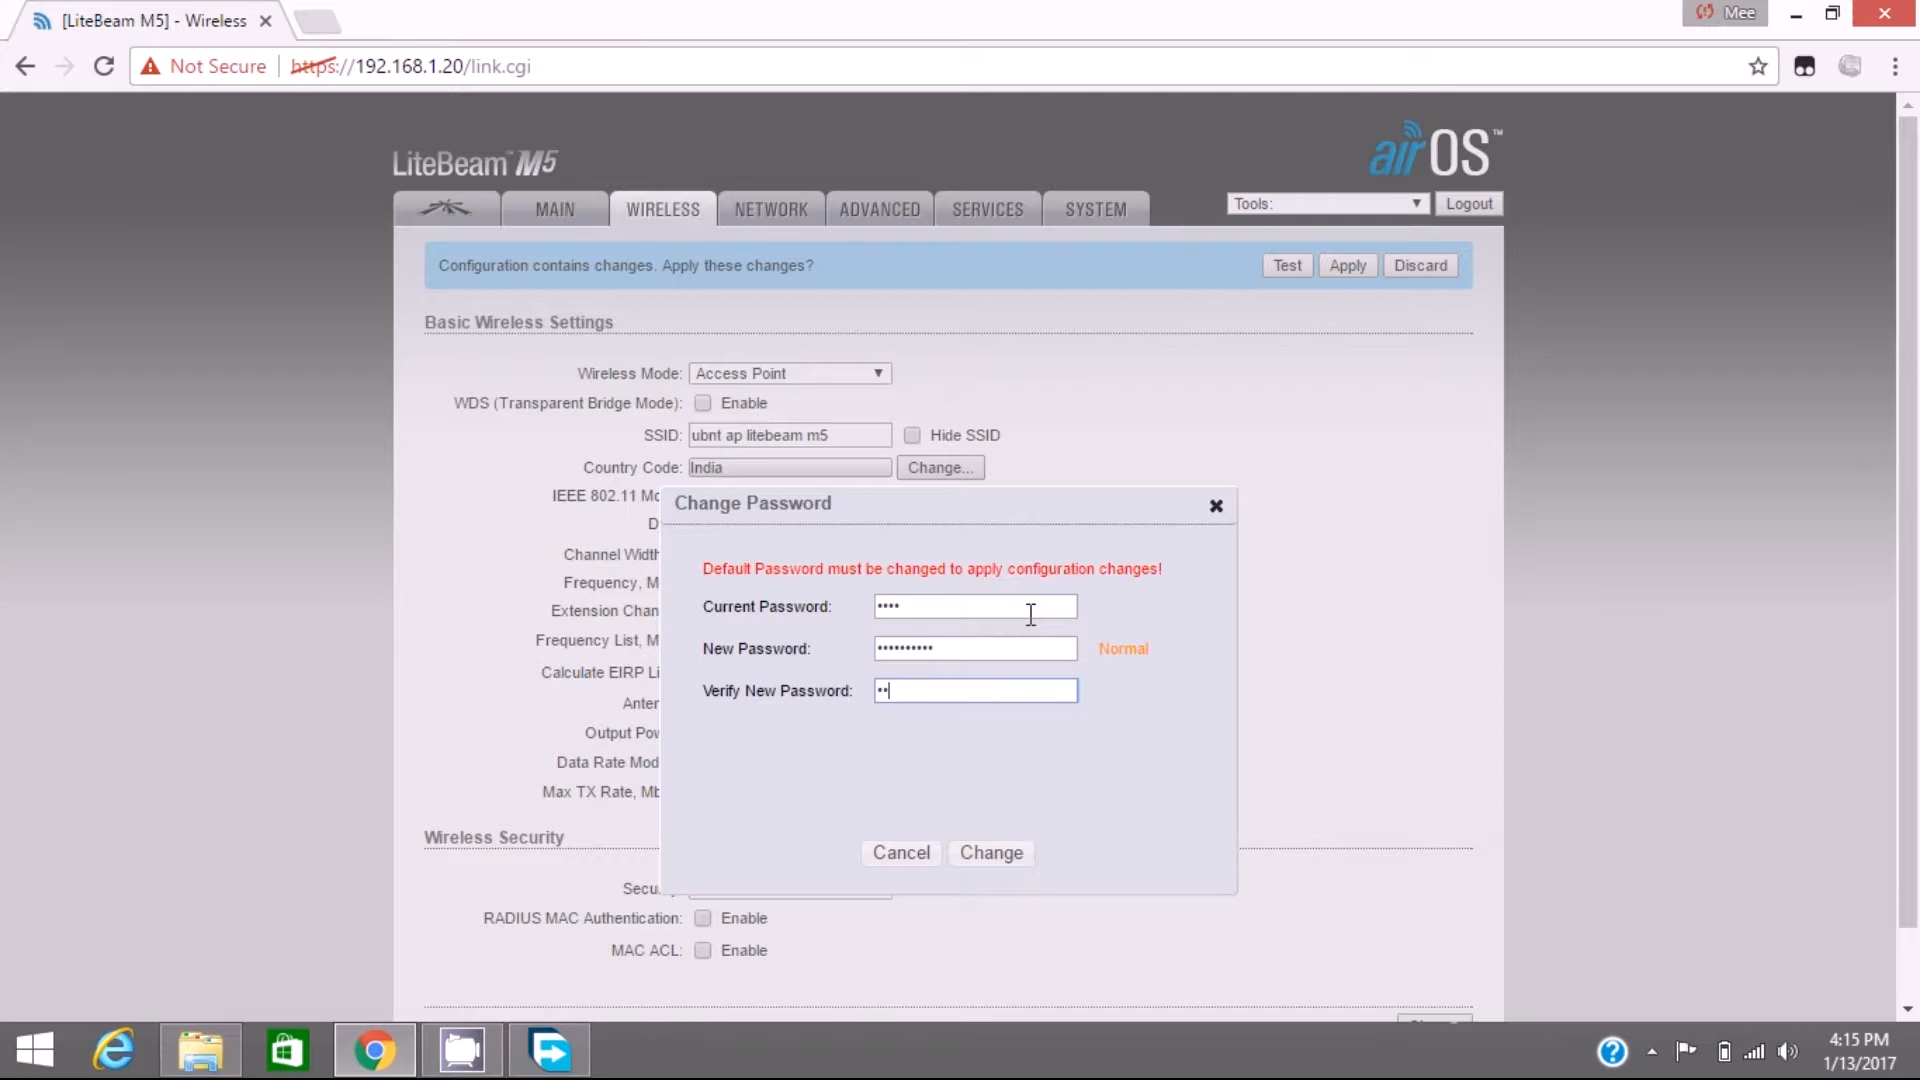 [LiteBeam M5] - Wireless
Mee
Not Secure https://192.168.1.20/link.cgi
LiteBeam™ M5
airOS™
MAIN WIRELESS NETWORK ADVANCED SERVICES SYSTEM Tools: Logout
Configuration contains changes. Apply these changes? Test Apply Discard
Basic Wireless Settings
Wireless Mode: Access Point
WDS (Transparent Bridge Mode): Enable
SSID: ubnt ap litebeam m5 Hide SSID
Country Code: India Change...
IEEE 802.11 Mo
D
Channel Width
Frequency, M
Extension Chan
Frequency List, M
Calculate EIRP Li
Anten
Output Pow
Data Rate Mod
Max TX Rate, Mb
Change Password
Default Password must be changed to apply configuration changes!
Current Password: ••••
New Password: •••••••••• Normal
Verify New Password: ••
Cancel Change
Wireless Security
Secu
RADIUS MAC Authentication: Enable
MAC ACL: Enable
4:15 PM
1/13/2017